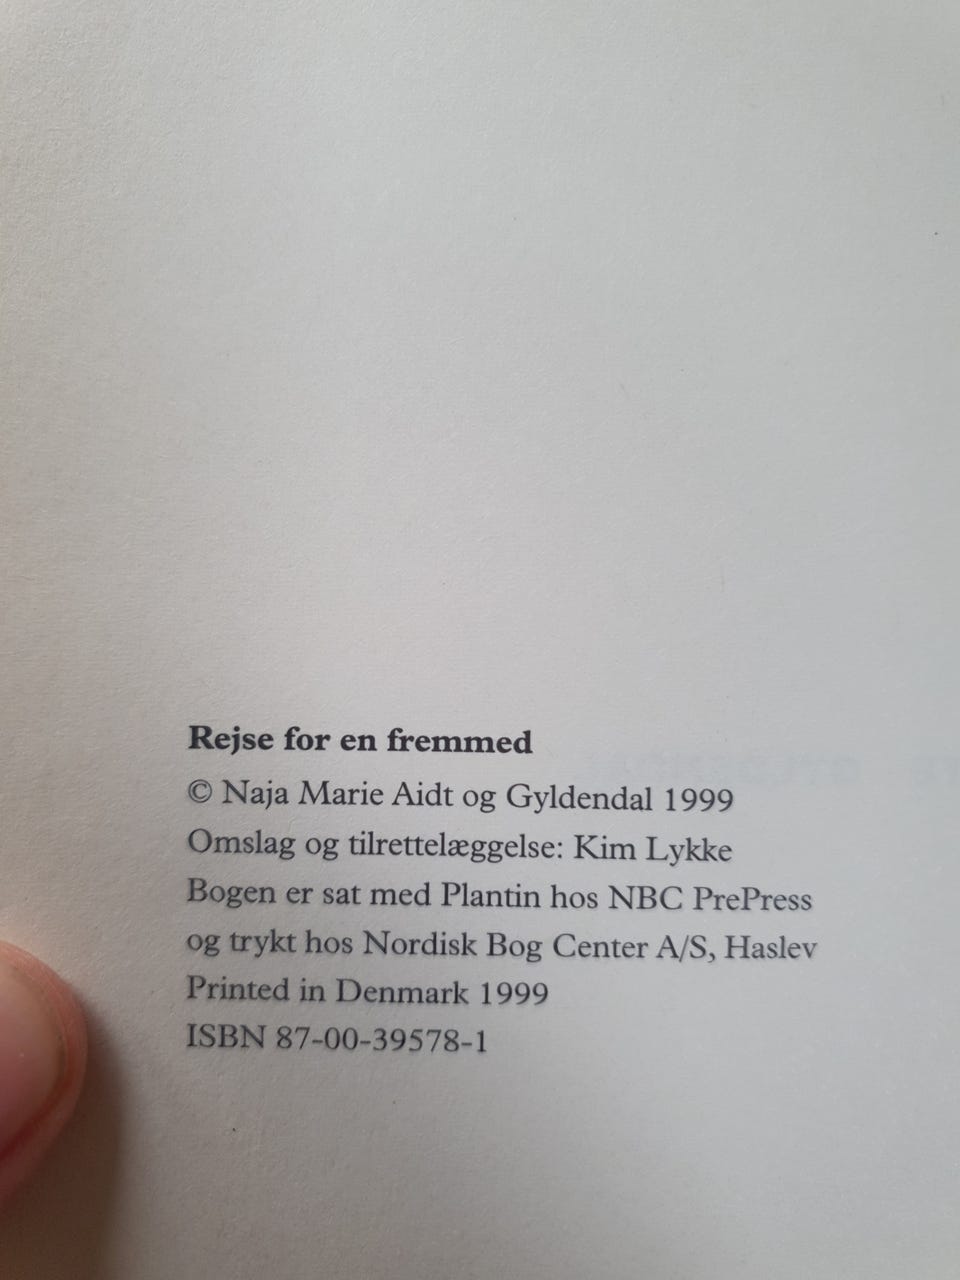 Rejse for en fremmed
© Naja Marie Aidt og Gyldendal 1999
Omslag og tilrettelæggelse: Kim Lykke
Bogen er sat med Plantin hos NBC PrePress
og trykt hos Nordisk Bog Center A/S, Haslev
Printed in Denmark 1999
ISBN 87-00-39578-1